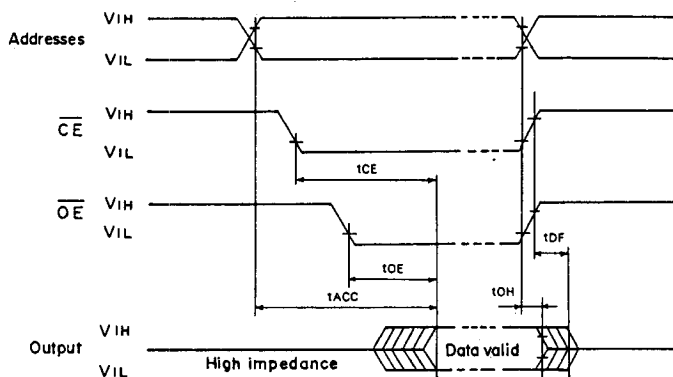 Addresses
VIH
VIL
CE
VIH
VIL
tCE
OE
VIH
VIL
tDF
tOE
tOH
tACC
Output
VIH
High impedance
Data valid
VIL